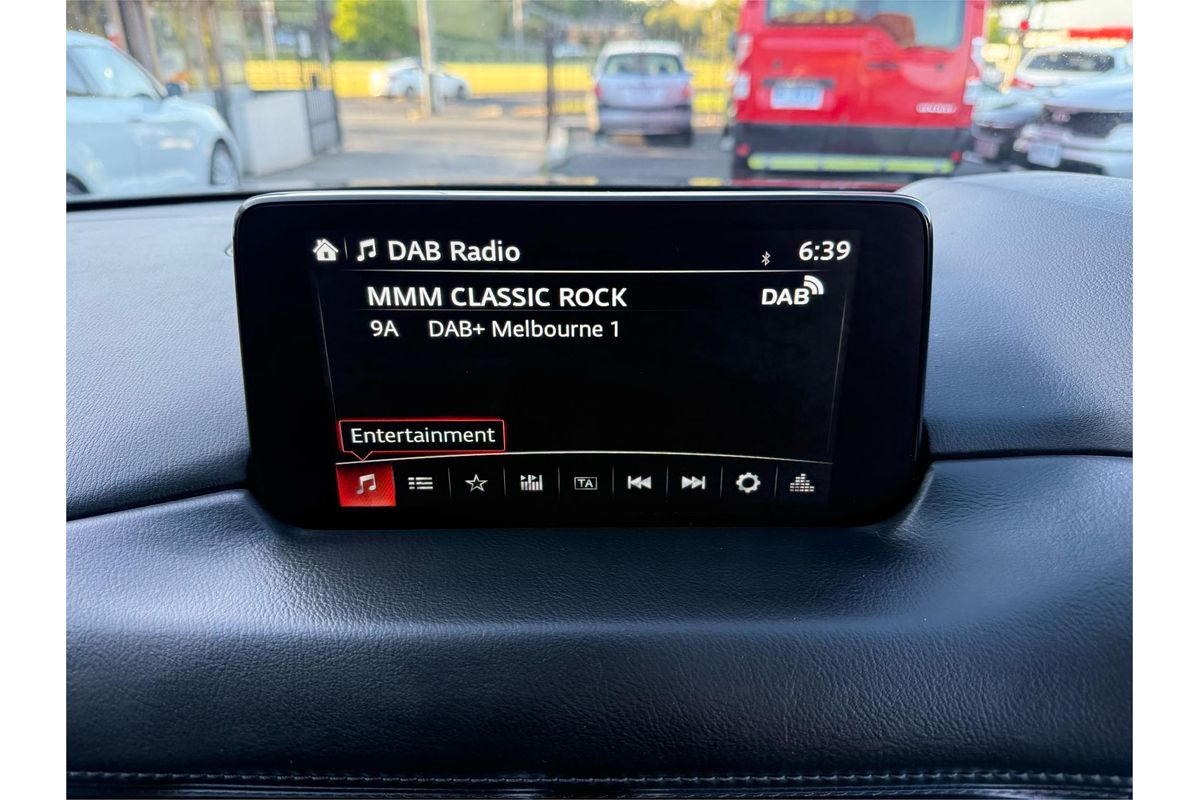 DAB Radio
6:39
MMM CLASSIC ROCK
DAB
9A DAB+ Melbourne 1
Entertainment
TA